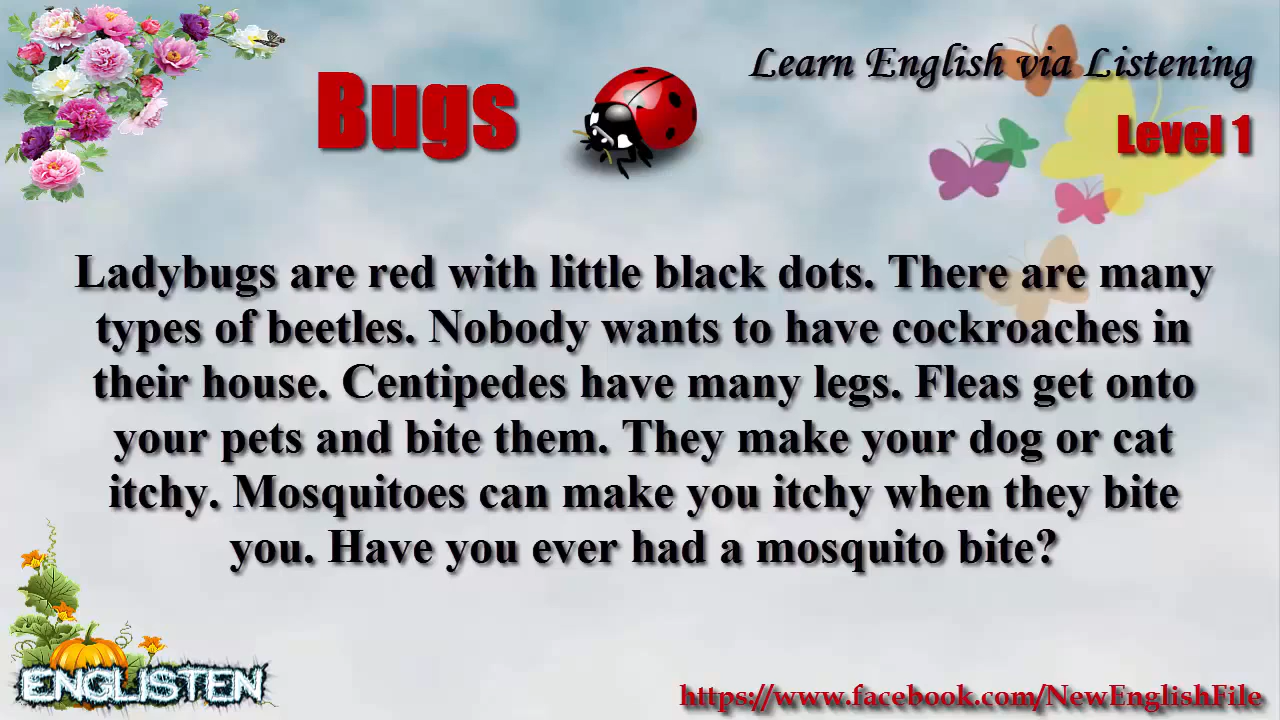 Learn English via Listening
Bugs
Level 1
Ladybugs are red with little black dots. There are many
types of beetles. Nobody wants to have cockroaches in
their house. Centipedes have many legs. Fleas get onto
your pets and bite them. They make your dog or cat
itchy. Mosquitoes can make you itchy when they bite
you. Have you ever had a mosquito bite?
ENGLISTEN
https://www.facebook.com/NewEnglishFile